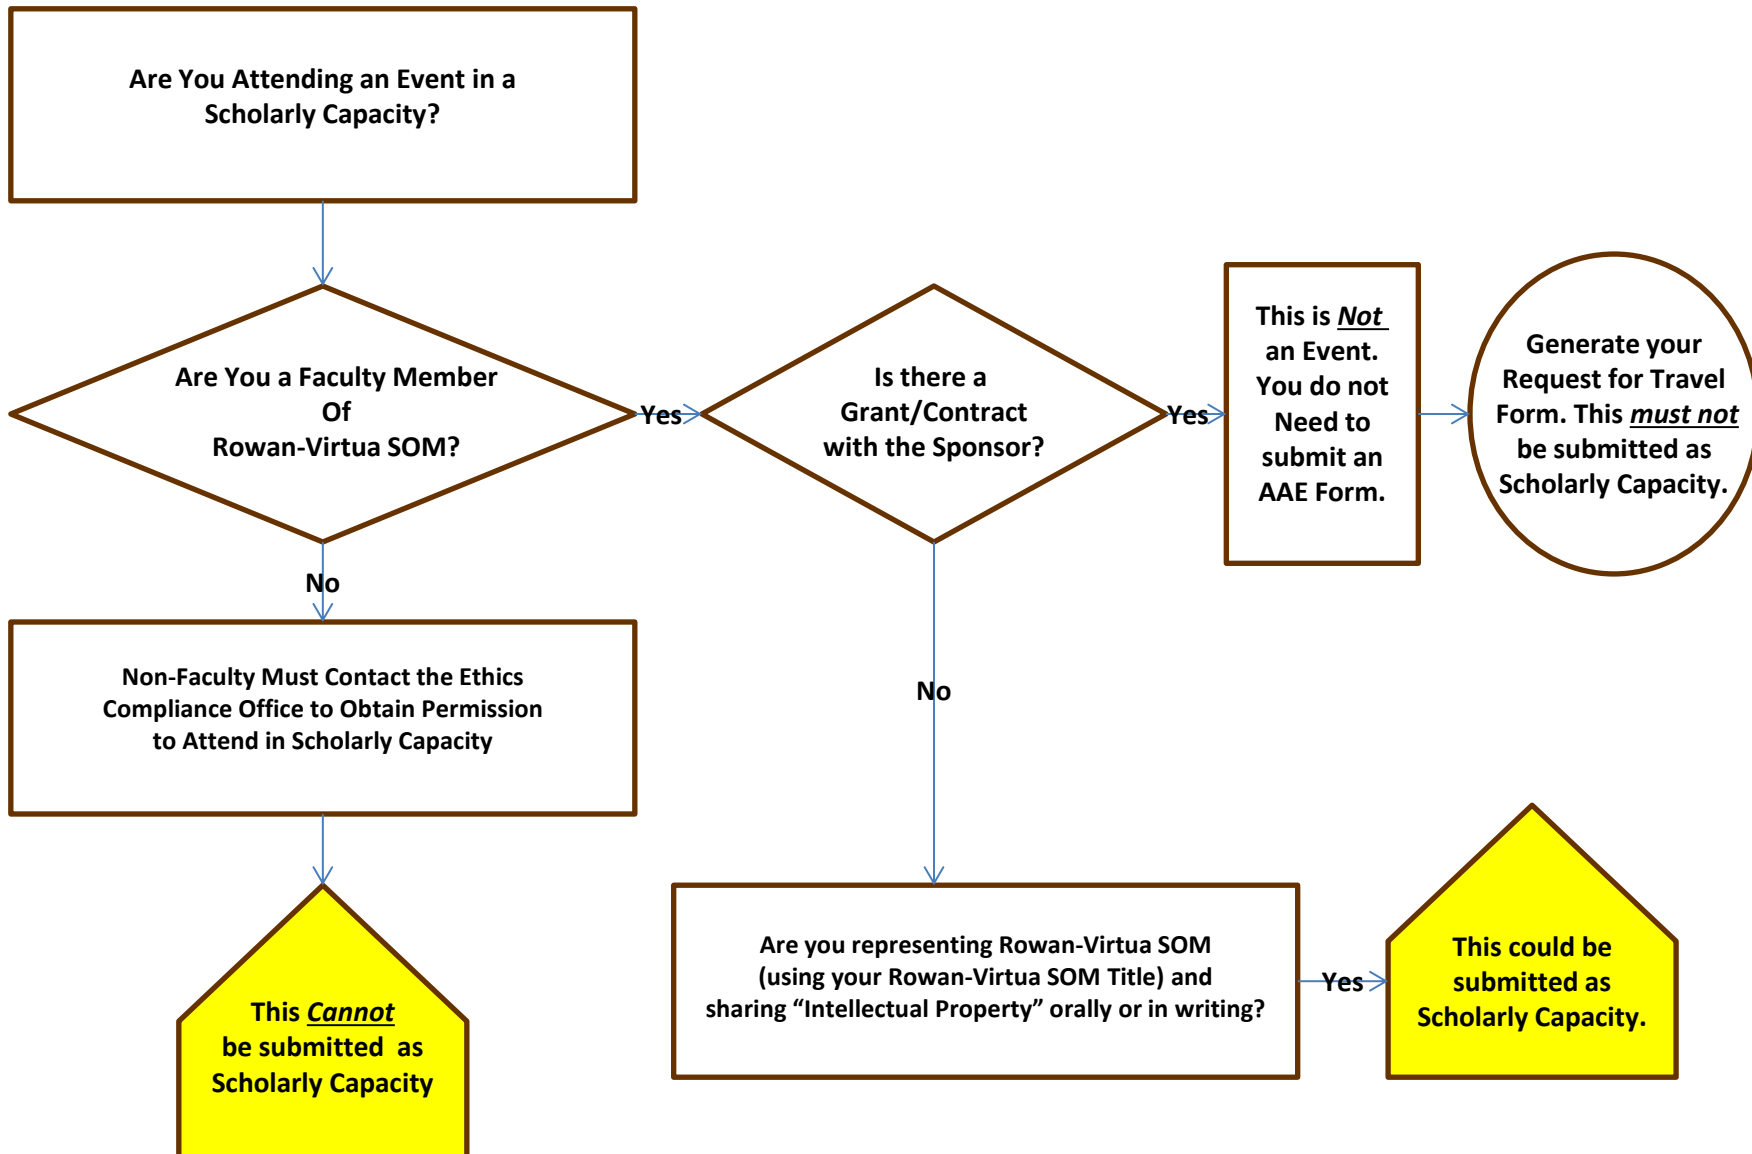 Are You Attending an Event in a
Scholarly Capacity?
Are You a Faculty Member
Of
Rowan-Virtua SOM?
Yes
Is there a
Grant/Contract
with the Sponsor?
Yes
This is Not
an Event.
You do not
Need to
submit an
AAE Form.
Generate your
Request for Travel
Form. This must not
be submitted as
Scholarly Capacity.
No
Non-Faculty Must Contact the Ethics
Compliance Office to Obtain Permission
to Attend in Scholarly Capacity
No
This Cannot
be submitted  as
Scholarly Capacity
Are you representing Rowan-Virtua SOM
(using your Rowan-Virtua SOM Title) and
sharing “Intellectual Property” orally or in writing?
Yes
This could be
submitted as
Scholarly Capacity.